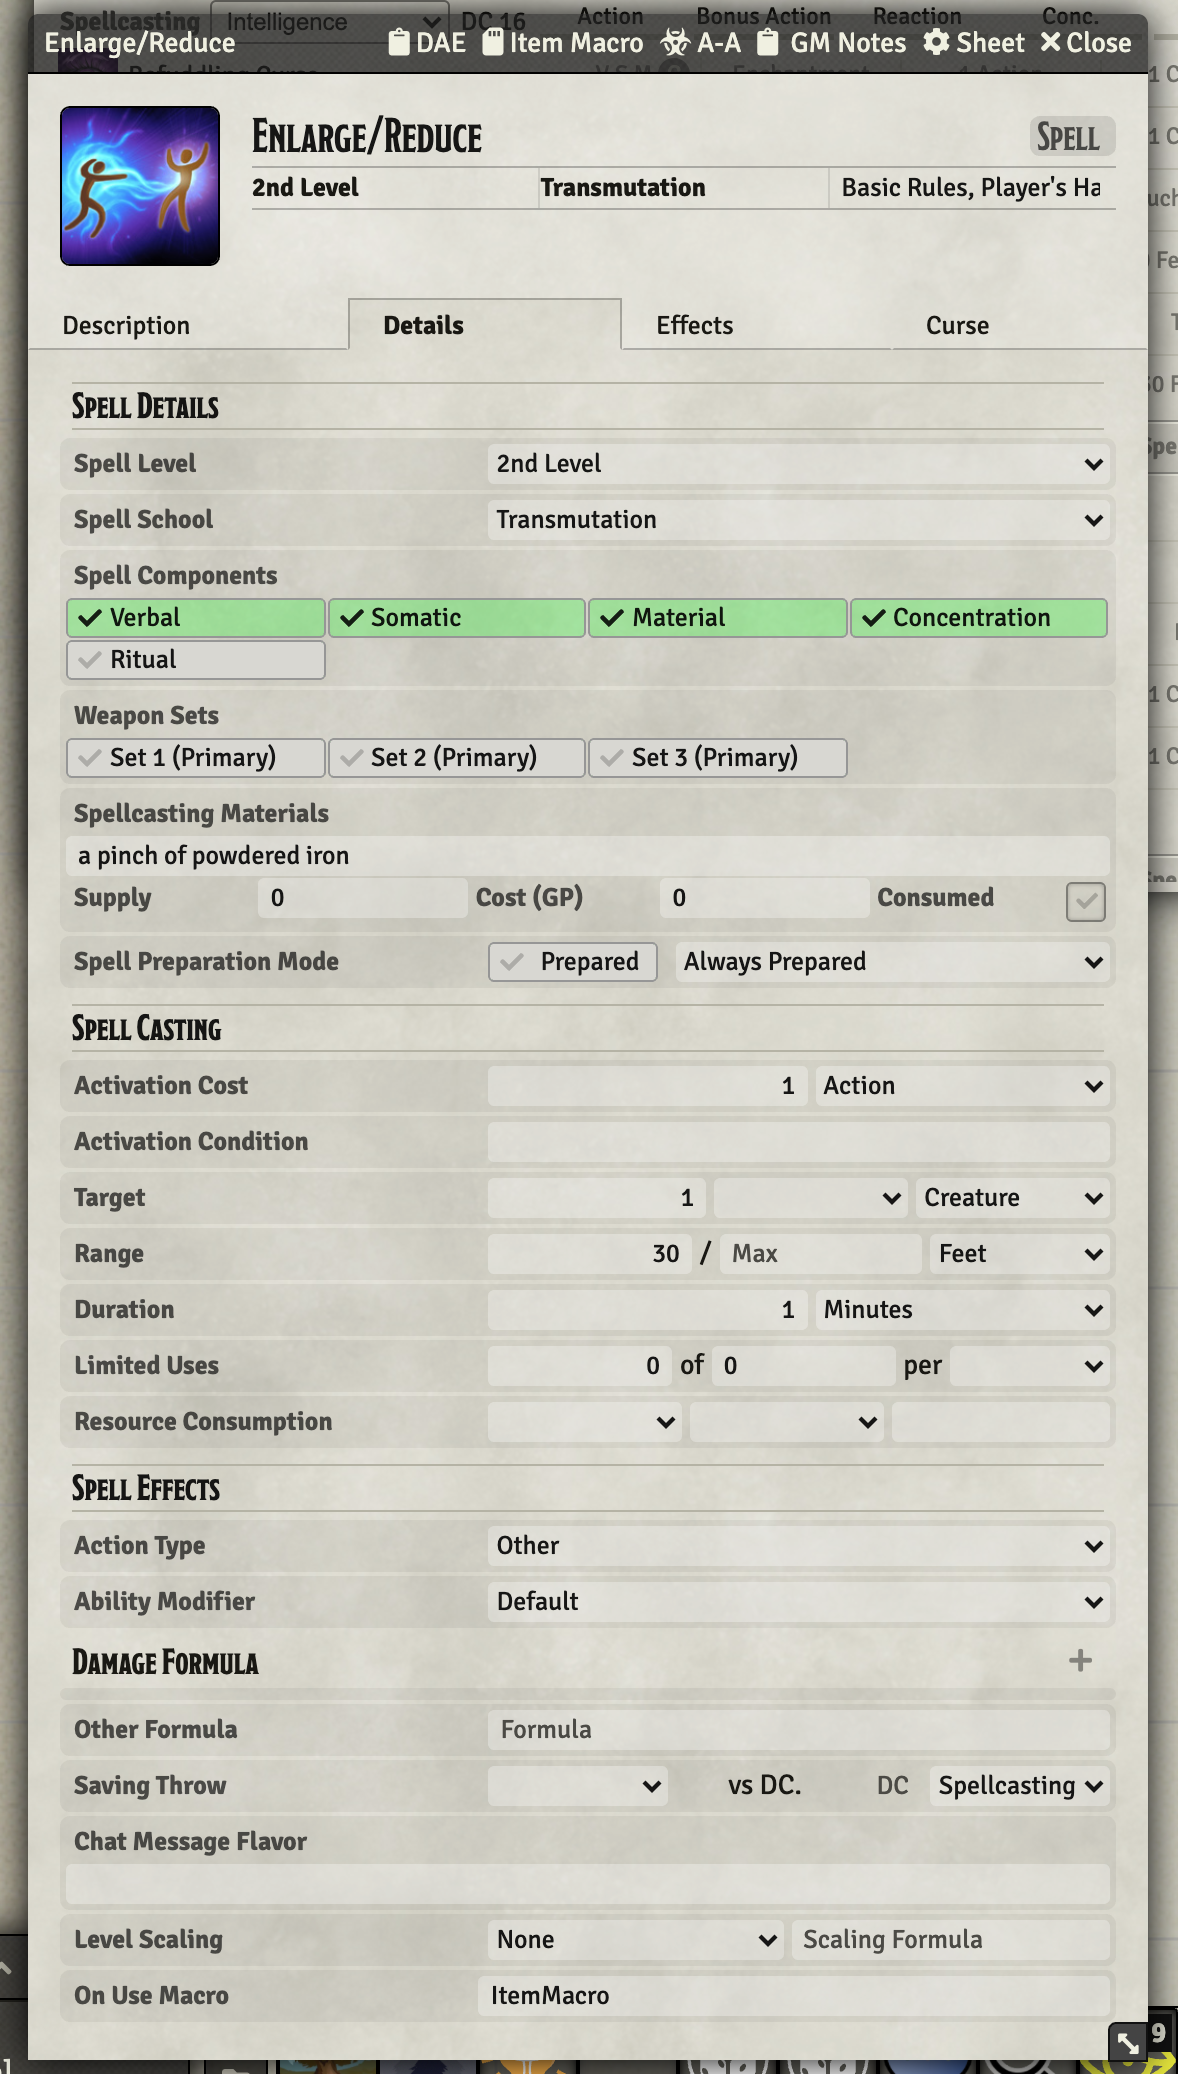 Spellcasting Intelligence DC 16 Action Bonus Action Reaction Conc.
Enlarge/Reduce DAE Item Macro A-A GM Notes Sheet Close
Enlarge/Reduce Spell
2nd Level Transmutation Basic Rules, Player's Ha
Description Details Effects Curse
Spell Details
Spell Level 2nd Level
Spell School Transmutation
Spell Components
Verbal Somatic Material Concentration
Ritual
Weapon Sets
Set 1 (Primary) Set 2 (Primary) Set 3 (Primary)
Spellcasting Materials
a pinch of powdered iron
Supply 0 Cost (GP) 0 Consumed
Spell Preparation Mode Prepared Always Prepared
Spell Casting
Activation Cost 1 Action
Activation Condition
Target 1 Creature
Range 30 / Max Feet
Duration 1 Minutes
Limited Uses 0 of 0 per
Resource Consumption
Spell Effects
Action Type Other
Ability Modifier Default
Damage Formula
Other Formula Formula
Saving Throw vs DC. DC Spellcasting
Chat Message Flavor
Level Scaling None Scaling Formula
On Use Macro ItemMacro
9